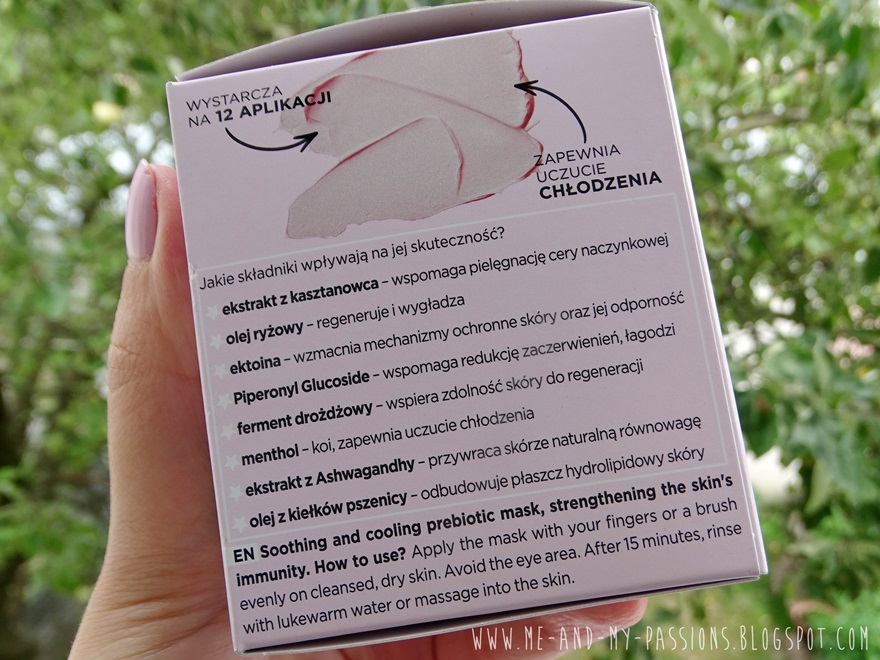 WYSTARCZA
NA 12 APLIKACJI
ZAPEWNIA
UCZUCIE
CHŁODZENIA
Jakie składniki wpływają na jej skuteczność?
ekstrakt z kasztanowca – wspomaga pielęgnację cery naczynkowej
olej ryżowy – regeneruje i wygładza
ektoina – wzmacnia mechanizmy ochronne skóry oraz jej odporność
Piperonyl Glucoside – wspomaga redukcję zaczerwienień, łagodzi
ferment drożdżowy – wspiera zdolność skóry do regeneracji
menthol – koi, zapewnia uczucie chłodzenia
ekstrakt z Ashwagandhy – przywraca skórze naturalną równowagę
olej z kiełków pszenicy – odbudowuje płaszcz hydrolipidowy skóry
EN Soothing and cooling prebiotic mask, strengthening the skin's
immunity. How to use? Apply the mask with your fingers or a brush
evenly on cleansed, dry skin. Avoid the eye area. After 15 minutes, rinse
with lukewarm water or massage into the skin.
WWW.ME-AND-MY-PASSIONS.BLOGSPOT.COM